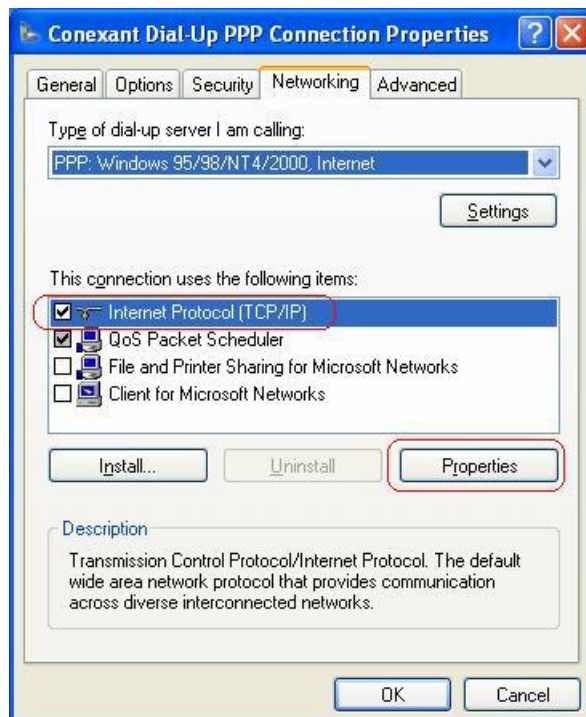 Conexant Dial-Up PPP Connection Properties
General Options Security Networking Advanced
Type of dial-up server I am calling:
PPP: Windows 95/98/NT4/2000, Internet
Settings
This connection uses the following items:
Internet Protocol (TCP/IP)
QoS Packet Scheduler
File and Printer Sharing for Microsoft Networks
Client for Microsoft Networks
Install... Uninstall Properties
Description
Transmission Control Protocol/Internet Protocol. The default
wide area network protocol that provides communication
across diverse interconnected networks.
OK Cancel